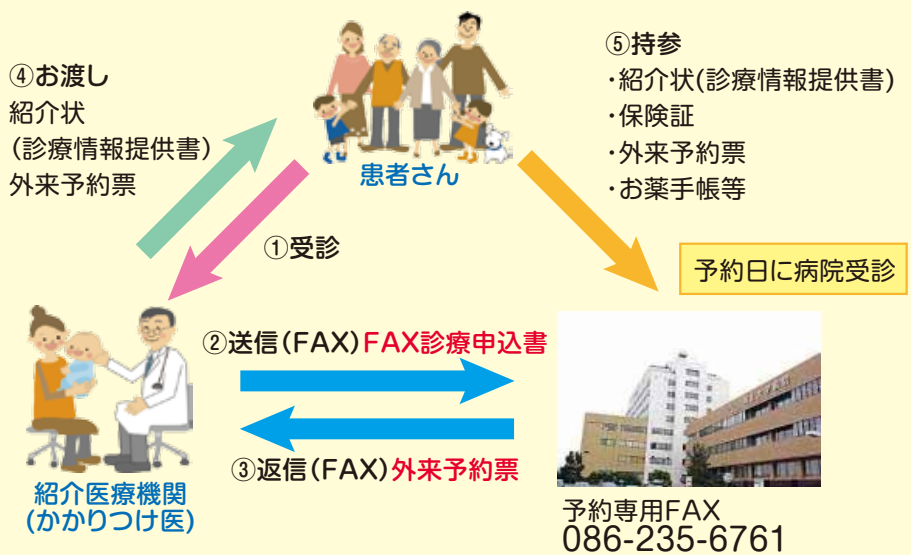 ④お渡し
紹介状
(診療情報提供書)
外来予約票
患者さん
①受診
⑤持参
・紹介状(診療情報提供書)
・保険証
・外来予約票
・お薬手帳等
予約日に病院受診
②送信(FAX)FAX診療申込書
③返信(FAX)外来予約票
紹介医療機関
(かかりつけ医)
予約専用FAX
086-235-6761